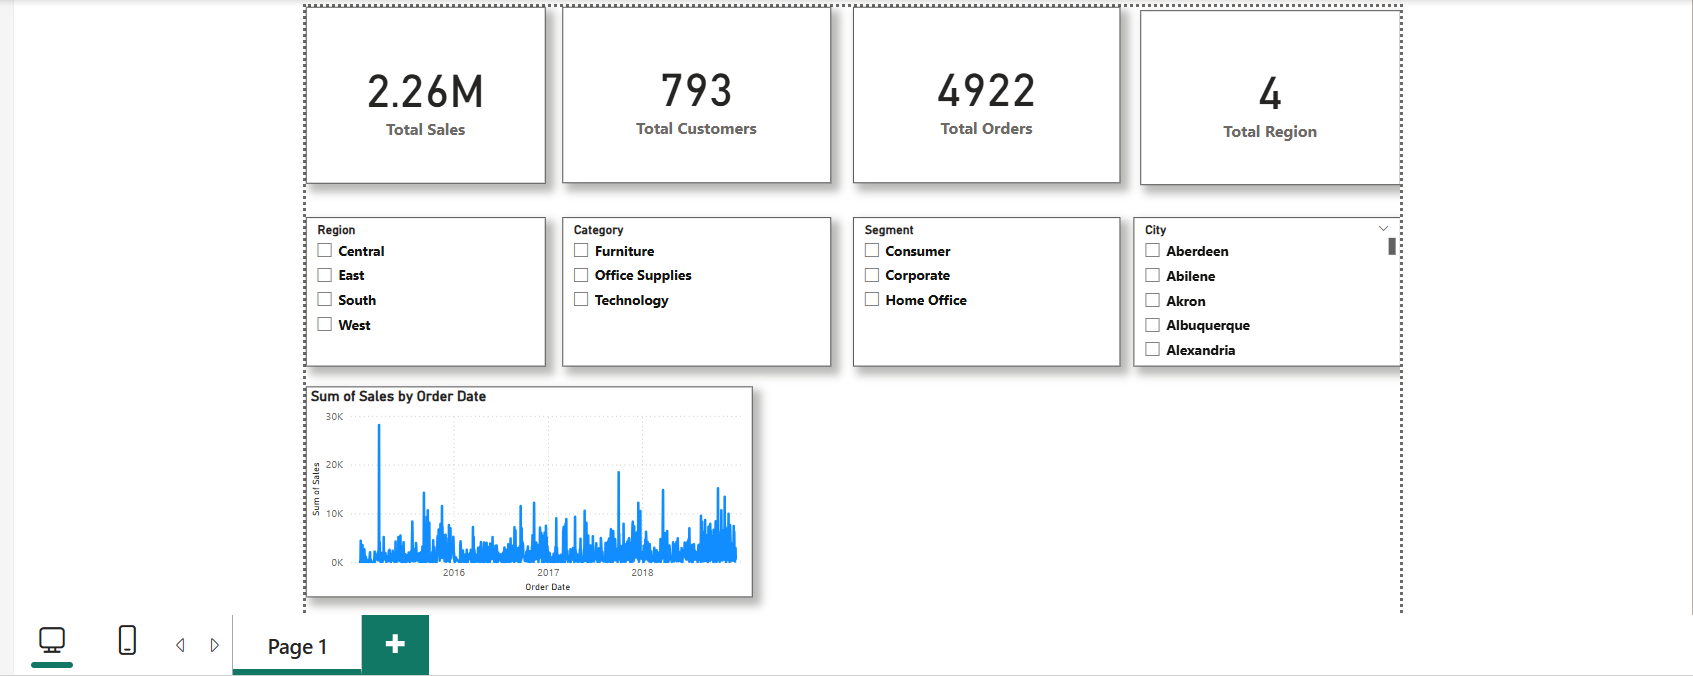 2.26M
Total Sales
793
Total Customers
4922
Total Orders
4
Total Region
Region
Central
East
South
West
Category
Furniture
Office Supplies
Technology
Segment
Consumer
Corporate
Home Office
City
Aberdeen
Abilene
Akron
Albuquerque
Alexandria
Sum of Sales by Order Date
Sum of Sales
30K
20K
10K
0K
2016 2017 2018
Order Date
Page 1